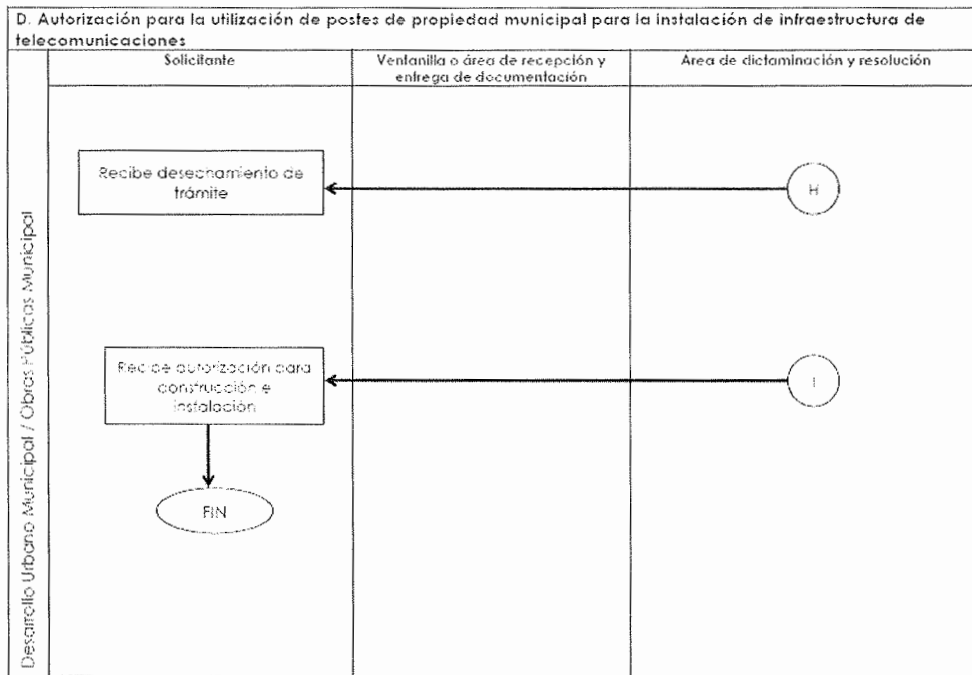 D. Autorización para la utilización de postes de propiedad municipal para la instalación de infraestructura de
telecomunicaciones
Solicitante
Ventanilla o área de recepción y
entrega de documentación
Área de dictaminación y resolución
Desarrollo Urbano Municipal / Obras Públicas Municipal
Recibe desechamiento de
trámite
H
Recibe autorización para
construcción e
instalación
I
FIN